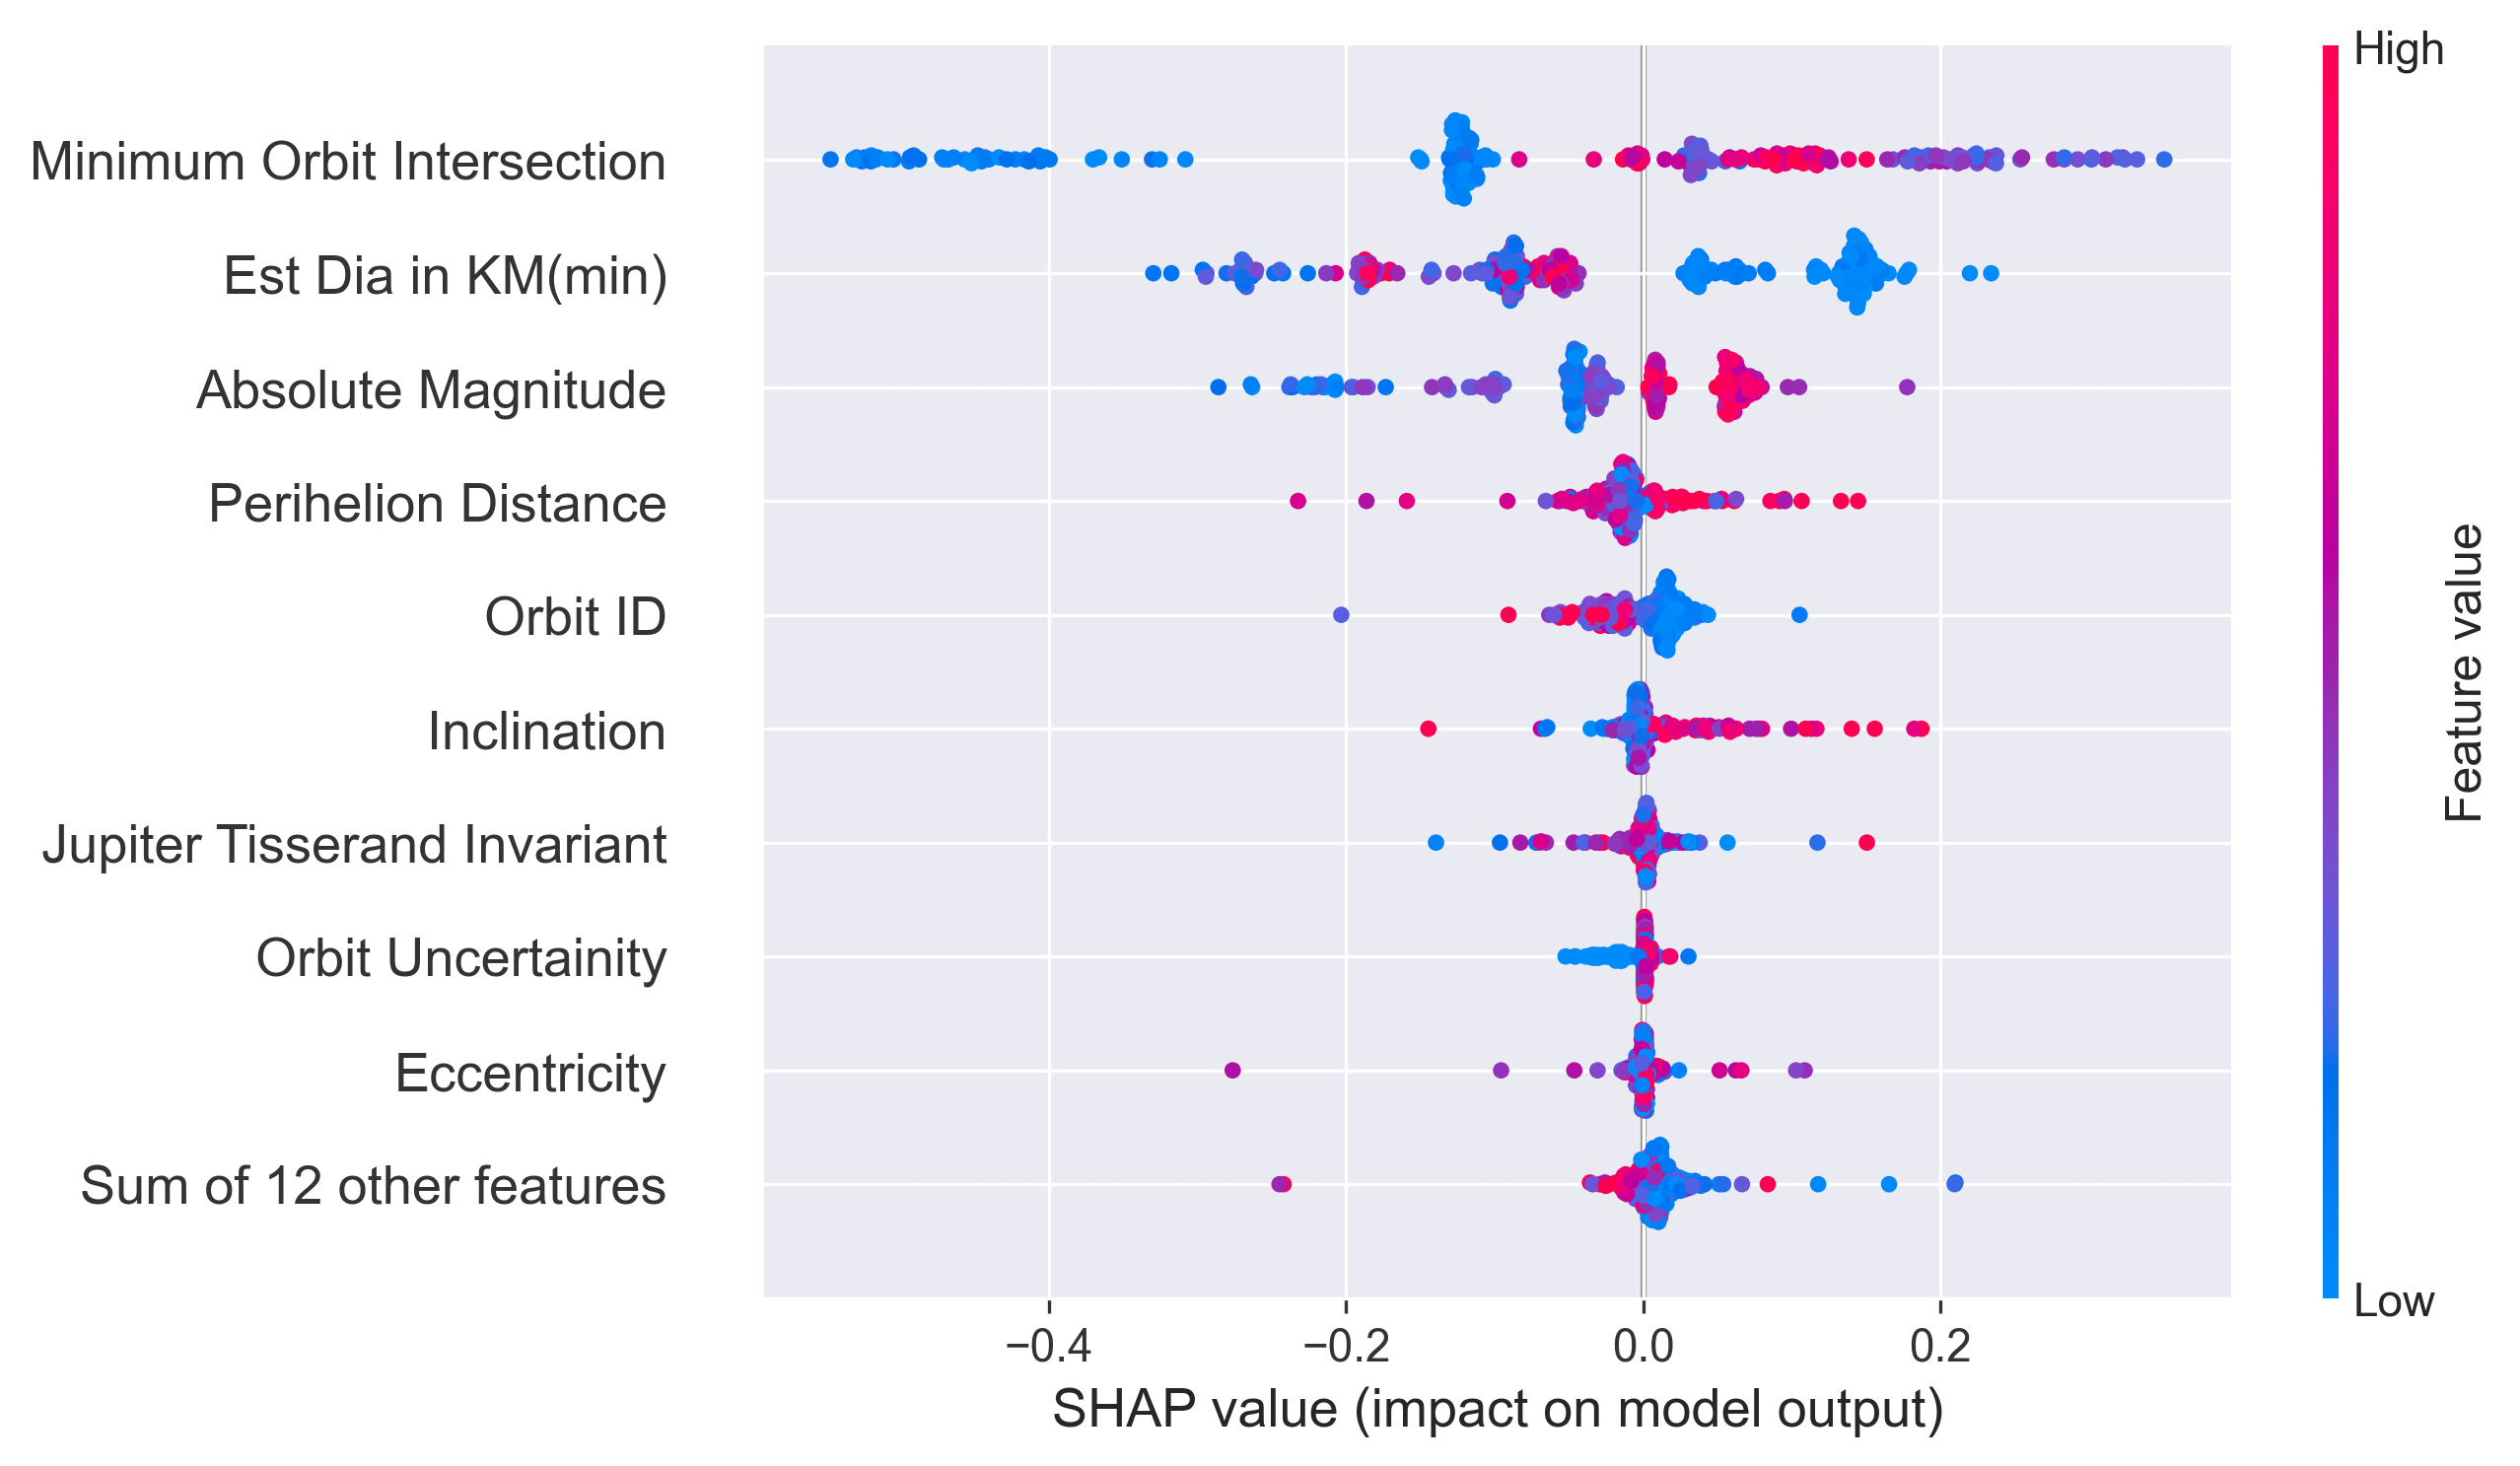 High
Minimum Orbit Intersection
Est Dia in KM(min)
Absolute Magnitude
Perihelion Distance
Orbit ID
Inclination
Jupiter Tisserand Invariant
Orbit Uncertainity
Eccentricity
Sum of 12 other features
Feature value
Low
−0.4 −0.2 0.0 0.2
SHAP value (impact on model output)